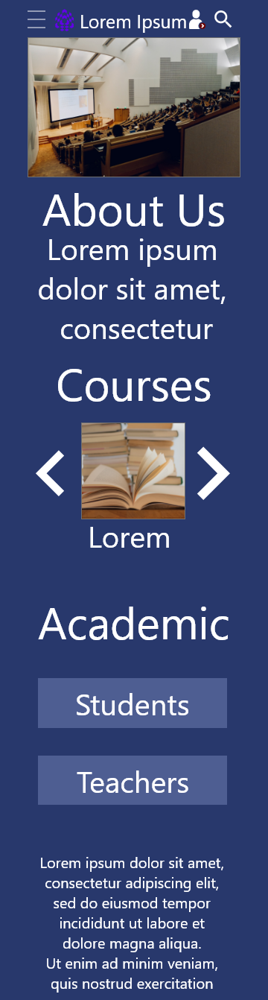 Lorem Ipsum
About Us
Lorem ipsum
dolor sit amet,
consectetur
Courses
Lorem
Academic
Students
Teachers
Lorem ipsum dolor sit amet,
consectetur adipiscing elit,
sed do eiusmod tempor
incididunt ut labore et
dolore magna aliqua.
Ut enim ad minim veniam,
quis nostrud exercitation